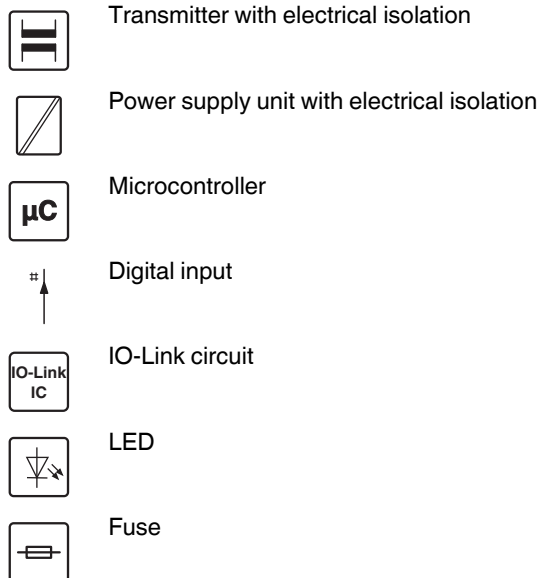 Transmitter with electrical isolation
Power supply unit with electrical isolation
µC
Microcontroller
#
Digital input
IO-Link
IC
IO-Link circuit
LED
Fuse